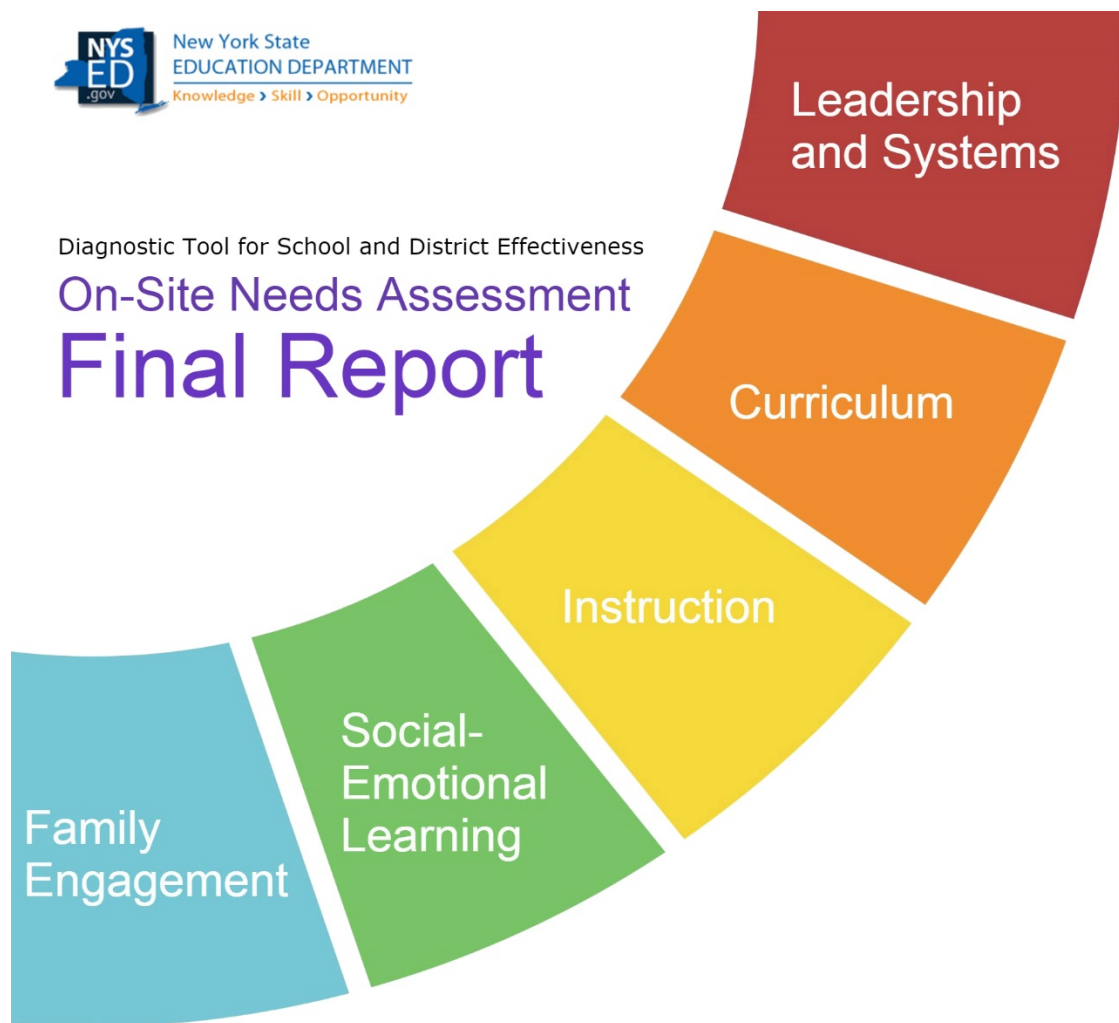 NYS
ED
.gov
New York State
EDUCATION DEPARTMENT
Knowledge › Skill › Opportunity
Diagnostic Tool for School and District Effectiveness
On-Site Needs Assessment
Final Report
Leadership
and Systems
Curriculum
Instruction
Social-
Emotional
Learning
Family
Engagement